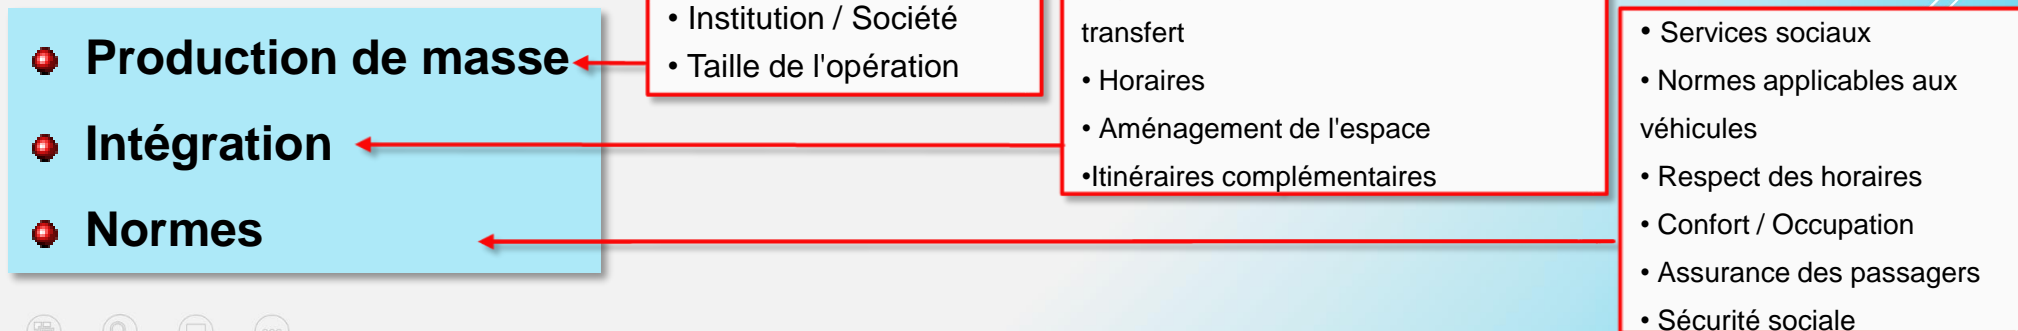 Production de masse
Intégration
Normes
• Institution / Société
• Taille de l'opération
transfert
• Horaires
• Aménagement de l'espace
•Itinéraires complémentaires
• Services sociaux
• Normes applicables aux
véhicules
• Respect des horaires
• Confort / Occupation
• Assurance des passagers
• Sécurité sociale